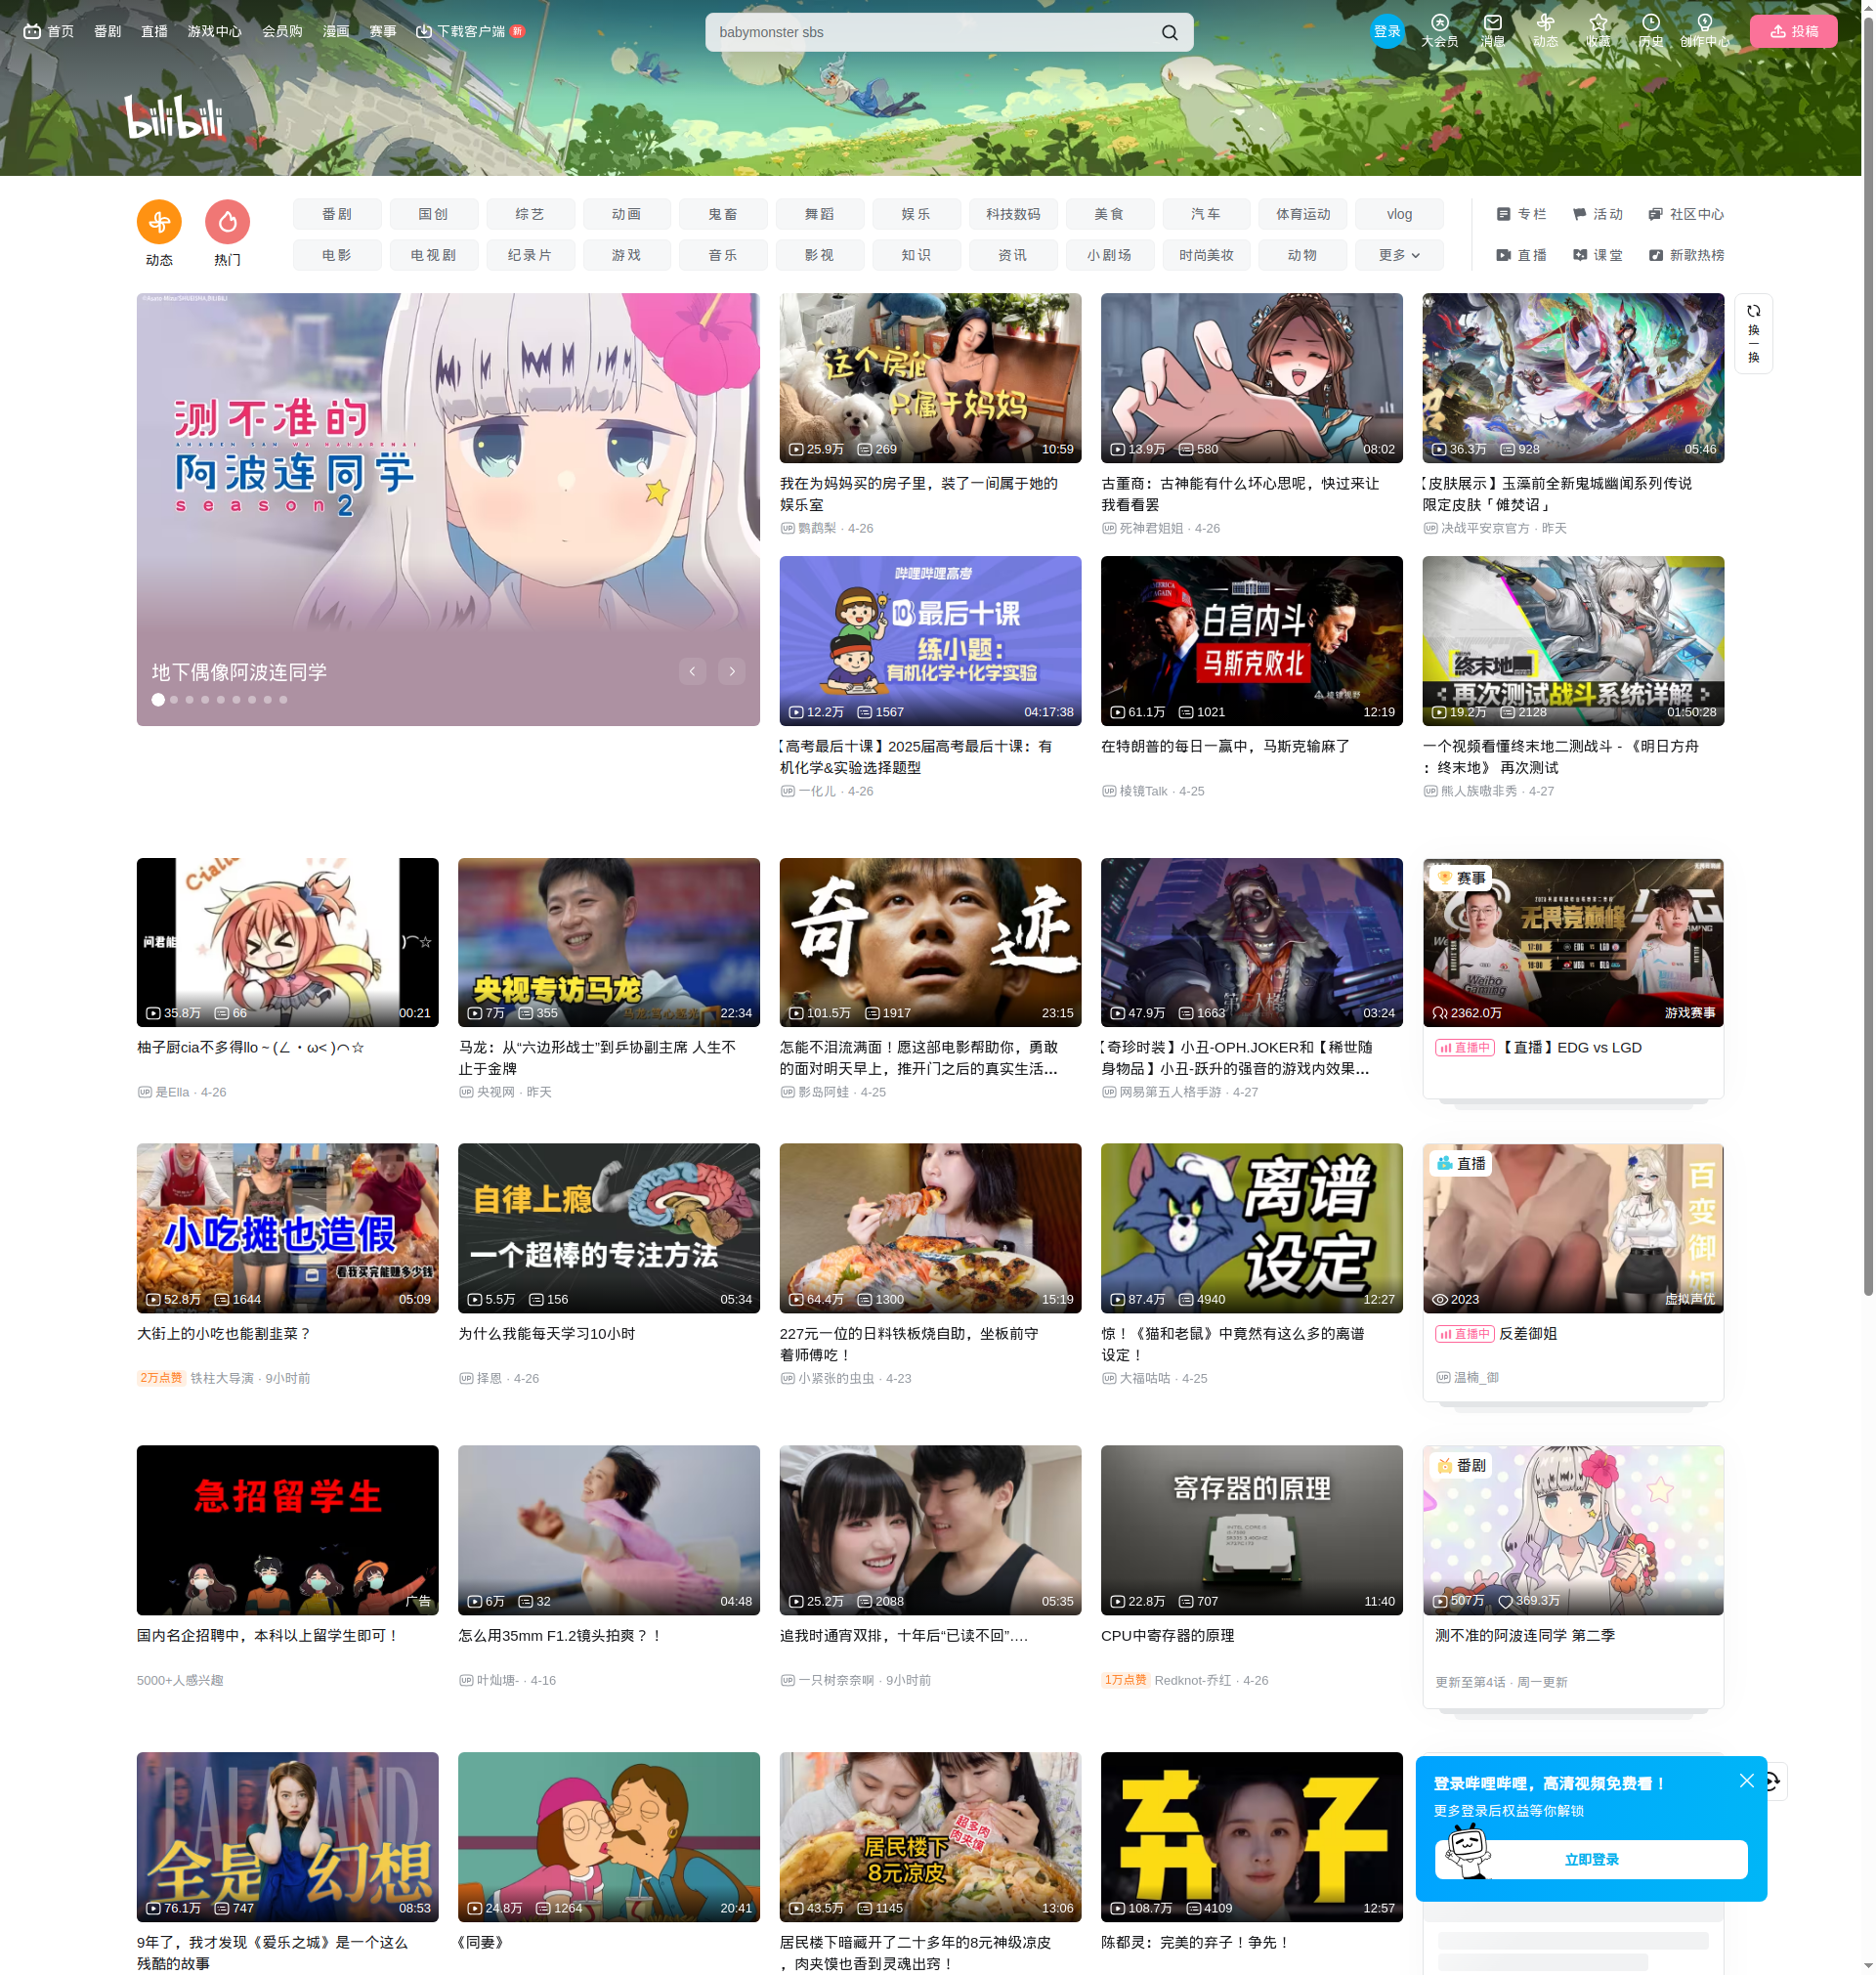 首页
番剧
直播
游戏中心
会员购
漫画
赛事
下载客户端
新
babymonster sbs
登录
大会员
消息
动态
收藏
历史
创作中心
投稿
bilibili
动态
热门
番剧
国创
综艺
动画
鬼畜
舞蹈
娱乐
科技数码
美食
汽车
体育运动
vlog
专栏
活动
社区中心
电影
电视剧
纪录片
游戏
音乐
影视
知识
资讯
小剧场
时尚美妆
动物
更多
直播
课堂
新歌热榜
测不准的
阿波连同学
season2
地下偶像阿波连同学
换
一
换
这个房间
只属于妈妈
25.9万 269 10:59
我在为妈妈买的房子里，装了一间属于她的
娱乐室
鹦鹉梨 · 4-26
13.9万 580 08:02
古董商：古神能有什么坏心思呢，快过来让
我看看罢
死神君姐姐 · 4-26
36.3万 928 05:46
【皮肤展示】玉藻前全新鬼城幽闻系列传说
限定皮肤「傩焚诏」
决战平安京官方 · 昨天
哔哩哔哩高考
10 最后十课
练小题：
有机化学+化学实验
12.2万 1567 04:17:38
【高考最后十课】2025届高考最后十课：有
机化学&实验选择题型
一化儿 · 4-26
白宫内斗
马斯克败北
棱镜视野
61.1万 1021 12:19
在特朗普的每日一赢中，马斯克输麻了
棱镜Talk · 4-25
终末地
再次测试战斗系统详解
19.2万 2128 01:50:28
一个视频看懂终末地二测战斗 - 《明日方舟
：终末地》 再次测试
熊人族嗷非秀 · 4-27
问君能
35.8万 66 00:21
柚子厨cia不多得llo ~ (∠・ω< )⌒☆
是Ella · 4-26
央视专访马龙
7万 355 22:34
马龙：从“六边形战士”到乒协副主席 人生不
止于金牌
央视网 · 昨天
奇迹
101.5万 1917 23:15
怎能不泪流满面！愿这部电影帮助你，勇敢
的面对明天早上，推开门之后的真实生活...
影岛阿蛙 · 4-25
47.9万 1663 03:24
【奇珍时装】小丑-OPH.JOKER和【稀世随
身物品】小丑-跃升的强音的游戏内效果...
网易第五人格手游 · 4-27
赛事
无畏竞巅峰
17:00 EDG LGD
2362.0万 游戏赛事
直播中 【直播】EDG vs LGD
小吃摊也造假
看我买完能赚多少钱
52.8万 1644 05:09
大街上的小吃也能割韭菜？
2万点赞 铁柱大导演 · 9小时前
自律上瘾
一个超棒的专注方法
5.5万 156 05:34
为什么我能每天学习10小时
择恩 · 4-26
64.4万 1300 15:19
227元一位的日料铁板烧自助，坐板前守
着师傅吃！
小紧张的虫虫 · 4-23
离谱
设定
87.4万 4940 12:27
惊！《猫和老鼠》中竟然有这么多的离谱
设定！
大福咕咕 · 4-25
直播
百变御姐
2023 虚拟声优
直播中 反差御姐
温楠_御
急招留学生
广告
国内名企招聘中，本科以上留学生即可！
5000+人感兴趣
6万 32 04:48
怎么用35mm F1.2镜头拍爽？！
叶灿塘- · 4-16
25.2万 2088 05:35
追我时通宵双排，十年后“已读不回”....
一只树奈奈啊 · 9小时前
寄存器的原理
22.8万 707 11:40
CPU中寄存器的原理
1万点赞 Redknot-乔红 · 4-26
番剧
507万 369.3万
测不准的阿波连同学 第二季
更新至第4话 · 周一更新
LALALAND
全是幻想
76.1万 747 08:53
9年了，我才发现《爱乐之城》是一个这么
残酷的故事
24.8万 1264 20:41
《同妻》
超多肉
肉夹馍
居民楼下
8元凉皮
43.5万 1145 13:06
居民楼下暗藏开了二十多年的8元神级凉皮
，肉夹馍也香到灵魂出窍！
弃子
108.7万 4109 12:57
陈都灵：完美的弃子！争先！
登录哔哩哔哩，高清视频免费看！
更多登录后权益等你解锁
立即登录